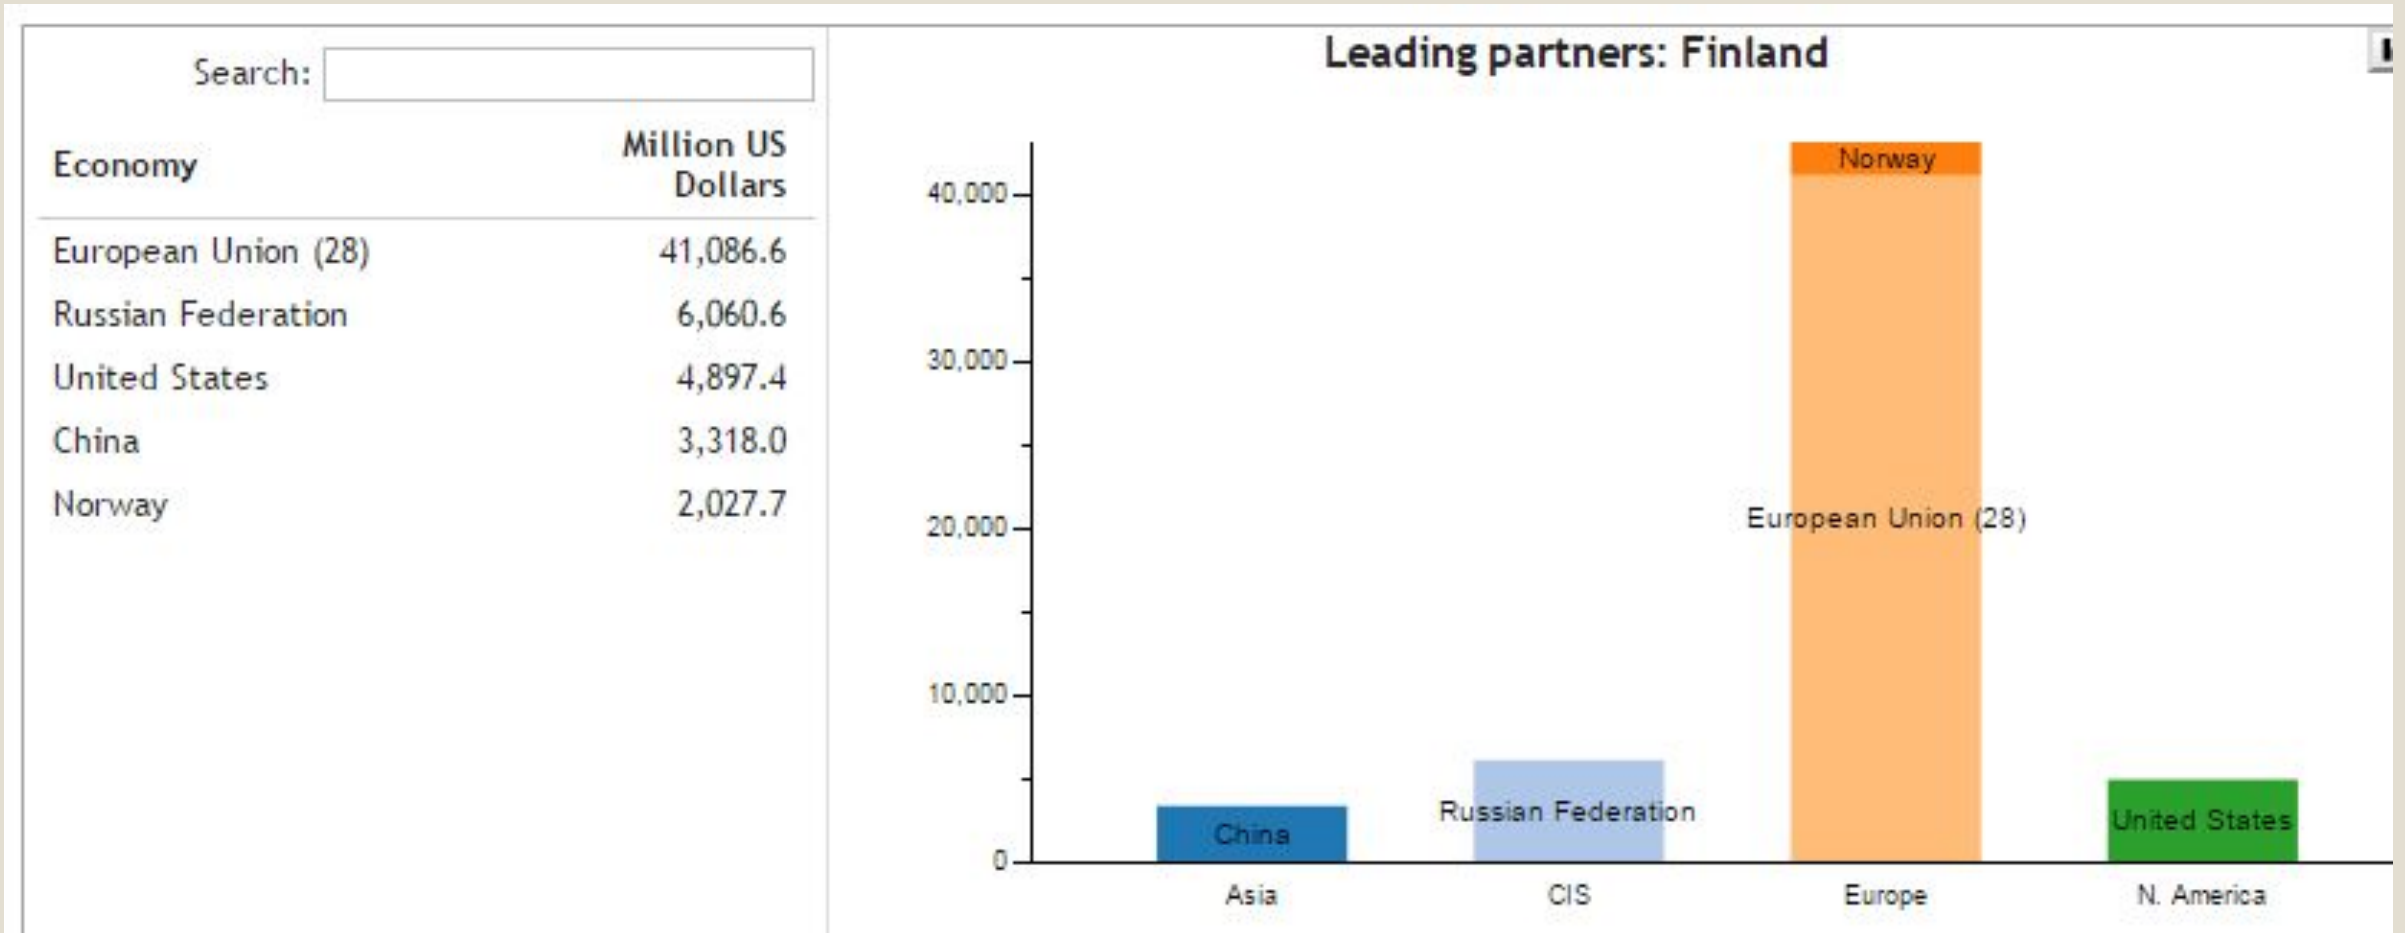 Search:
Economy
Million US
Dollars
European Union (28) 41,086.6
Russian Federation 6,060.6
United States 4,897.4
China 3,318.0
Norway 2,027.7
Leading partners: Finland
40,000
30,000
20,000
10,000
0
Norway
European Union (28)
Russian Federation
China
United States
Asia
CIS
Europe
N. America